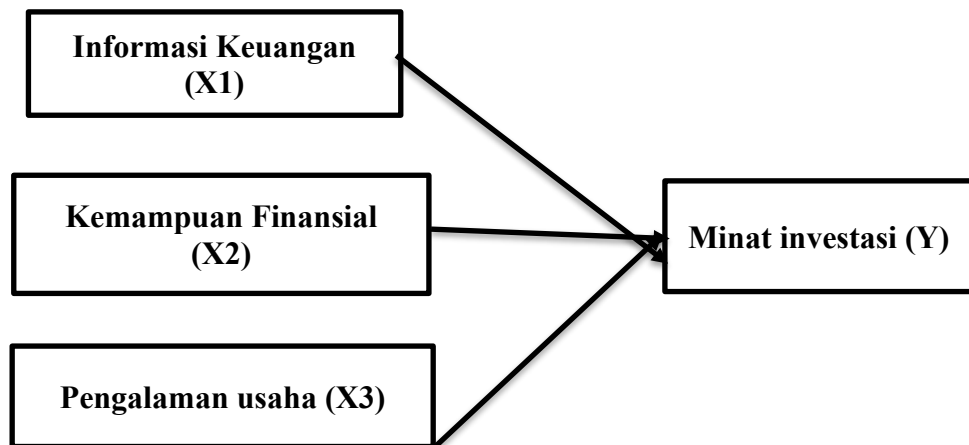 Informasi Keuangan
(X1)
Kemampuan Finansial
(X2)
Minat investasi (Y)
Pengalaman usaha (X3)